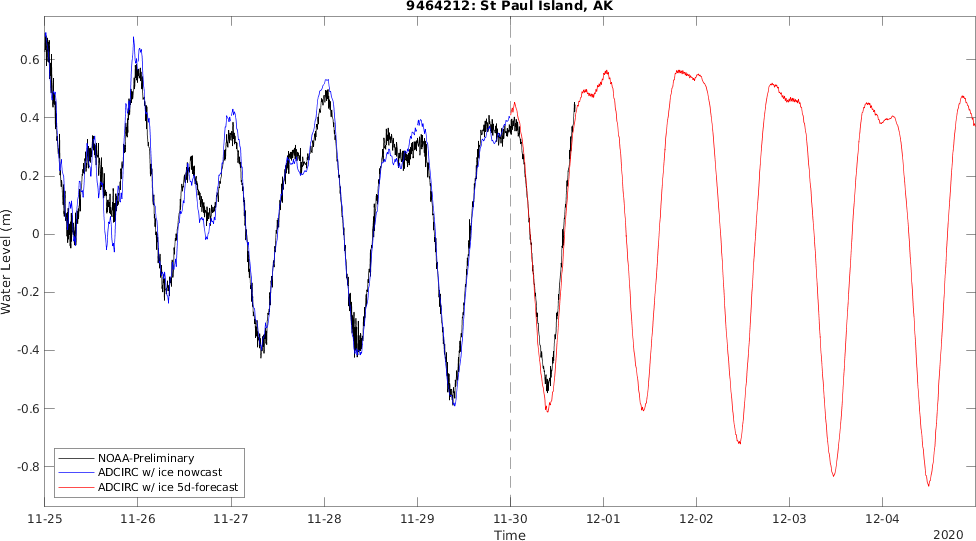 9464212: St Paul Island, AK
Water Level (m)
0.6
0.4
0.2
0
-0.2
-0.4
-0.6
-0.8
NOAA-Preliminary
ADCIRC w/ ice nowcast
ADCIRC w/ ice 5d-forecast
11-25 11-26 11-27 11-28 11-29 11-30 12-01 12-02 12-03 12-04
Time
2020